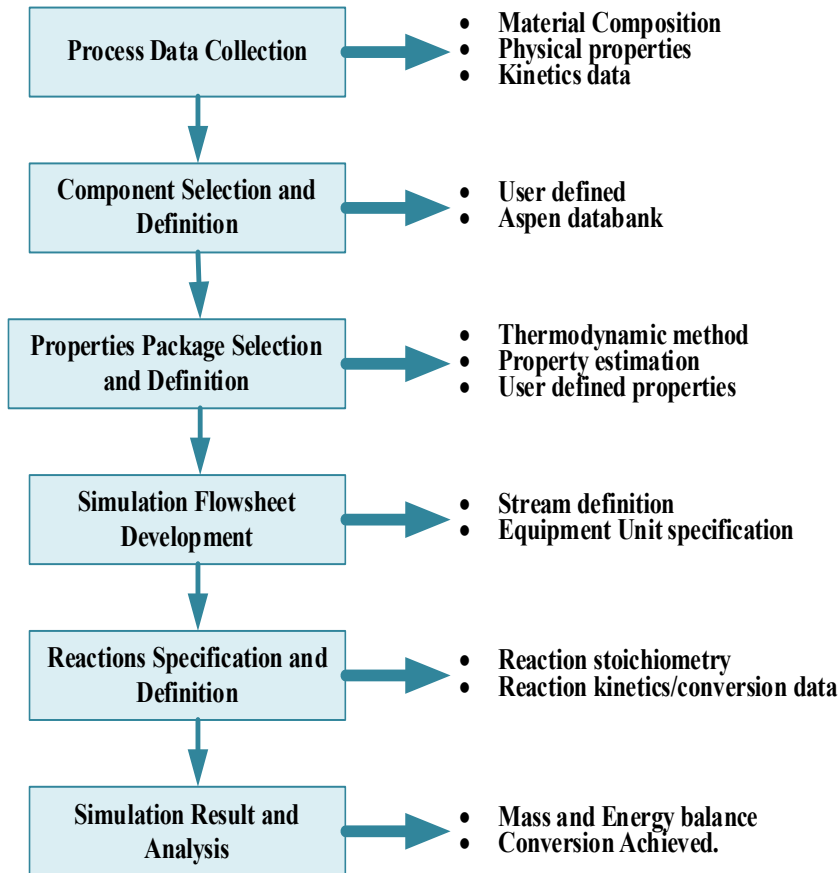 Process Data Collection
• Material Composition
• Physical properties
• Kinetics data
Component Selection and
Definition
• User defined
• Aspen databank
Properties Package Selection
and Definition
• Thermodynamic method
• Property estimation
• User defined properties
Simulation Flowsheet
Development
• Stream definition
• Equipment Unit specification
Reactions Specification and
Definition
• Reaction stoichiometry
• Reaction kinetics/conversion data
Simulation Result and
Analysis
• Mass and Energy balance
• Conversion Achieved.